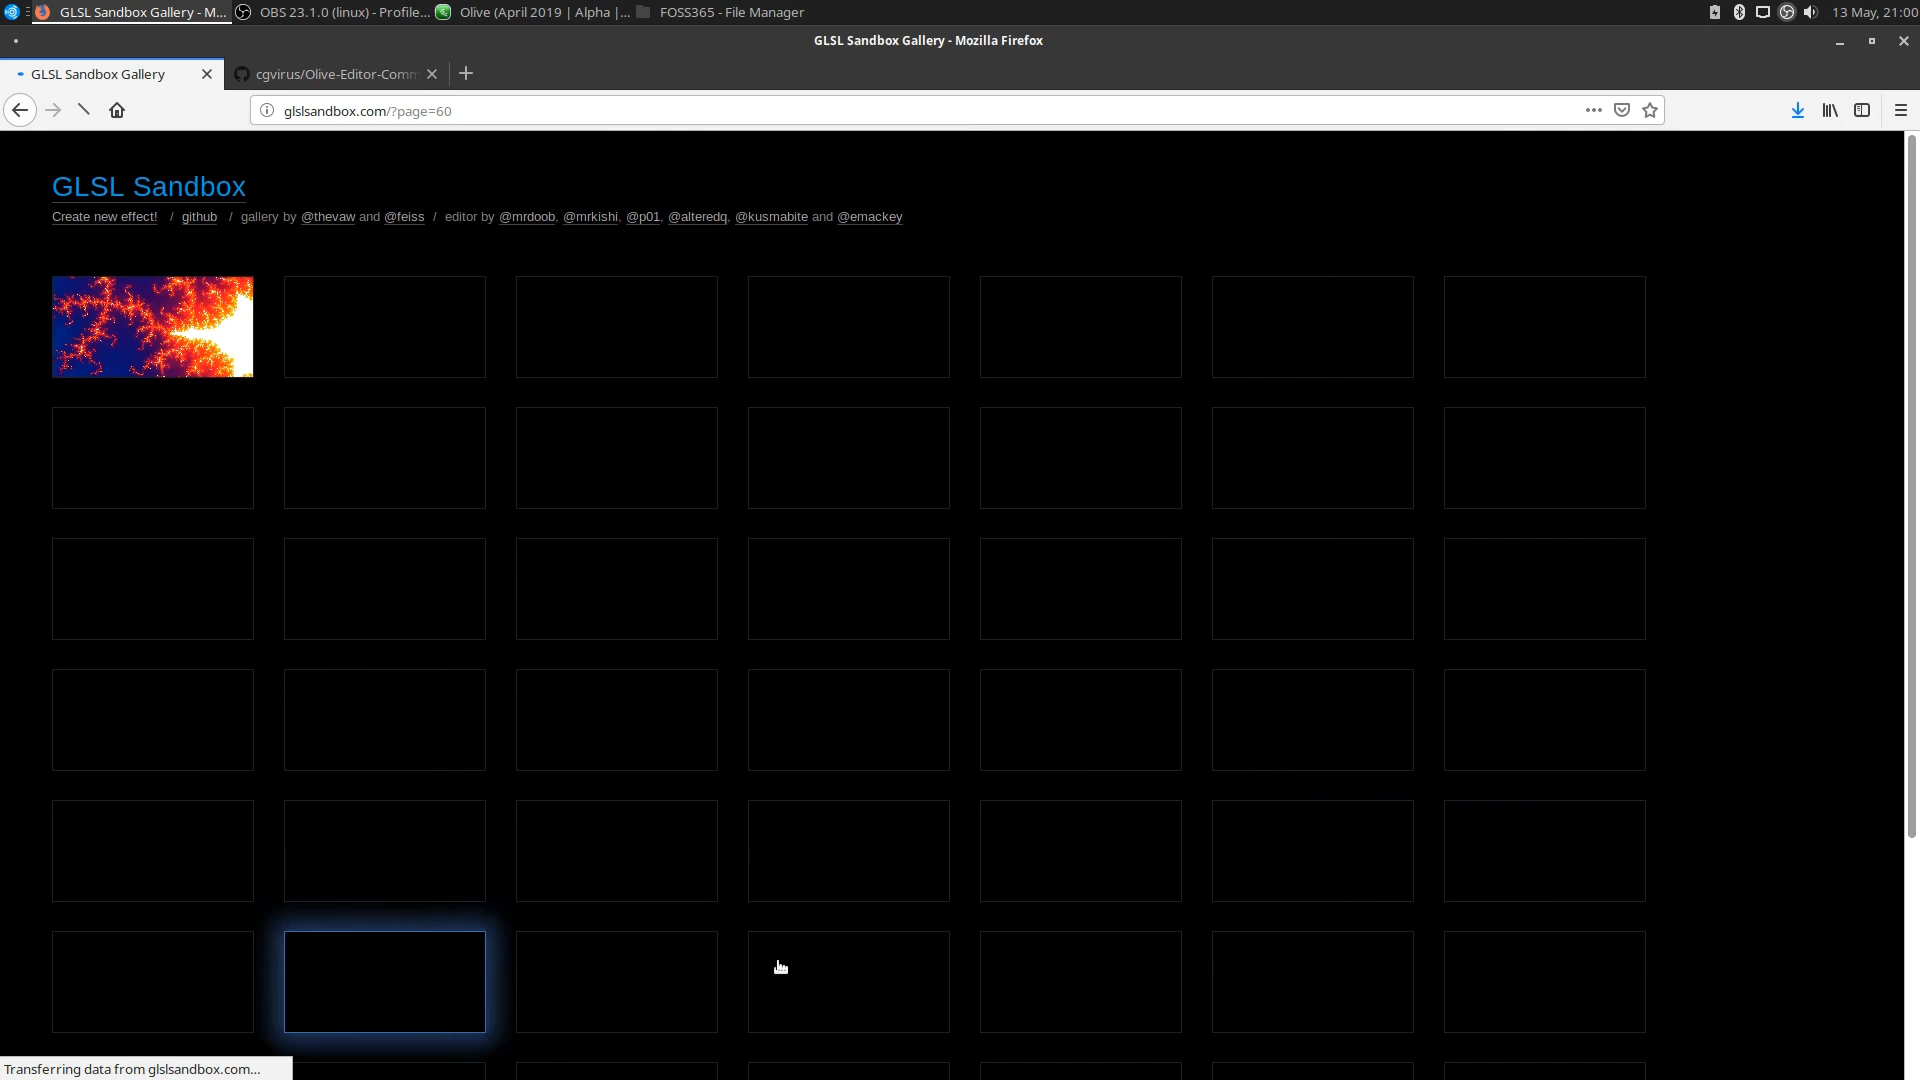 GLSL Sandbox Gallery - M...
OBS 23.1.0 (linux) - Profile...
Olive (April 2019 | Alpha |...
FOSS365 - File Manager
13 May, 21:00
GLSL Sandbox Gallery - Mozilla Firefox
GLSL Sandbox Gallery
cgvirus/Olive-Editor-Comm
glslsandbox.com/?page=60
GLSL Sandbox
Create new effect! / github / gallery by @thevaw and @feiss / editor by @mrdoob, @mrkishi, @p01, @alteredq, @kusmabite and @emackey
Transferring data from glslsandbox.com...